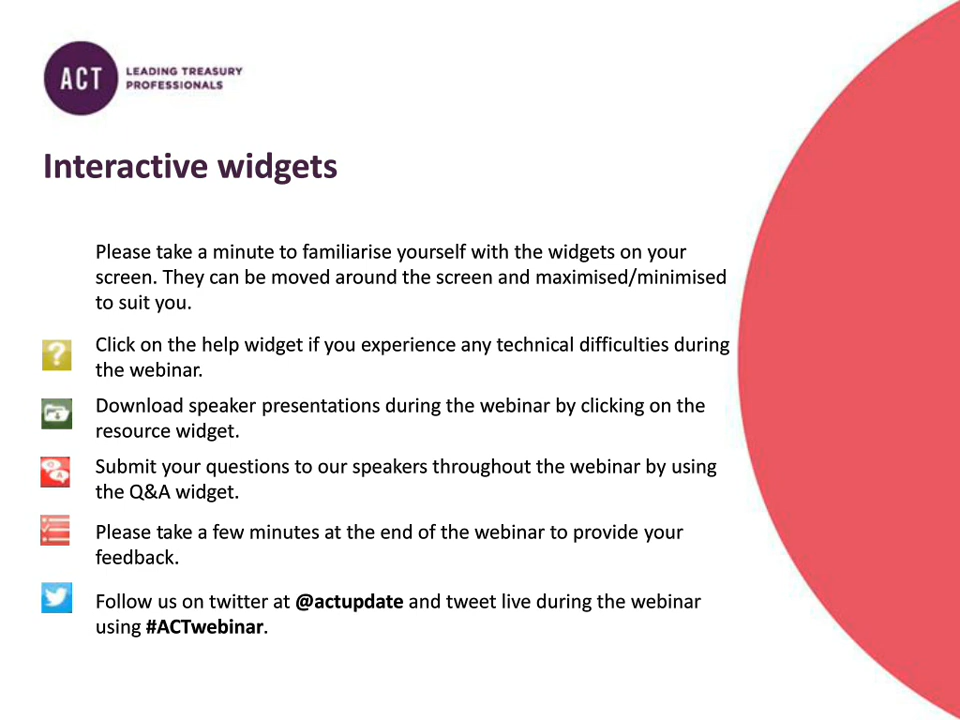 ACT
LEADING TREASURY
PROFESSIONALS
Interactive widgets
Please take a minute to familiarise yourself with the widgets on your
screen. They can be moved around the screen and maximised/minimised
to suit you.
?
Click on the help widget if you experience any technical difficulties during
the webinar.
Download speaker presentations during the webinar by clicking on the
resource widget.
Q
A
Submit your questions to our speakers throughout the webinar by using
the Q&A widget.
Please take a few minutes at the end of the webinar to provide your
feedback.
Follow us on twitter at @actupdate and tweet live during the webinar
using #ACTwebinar.